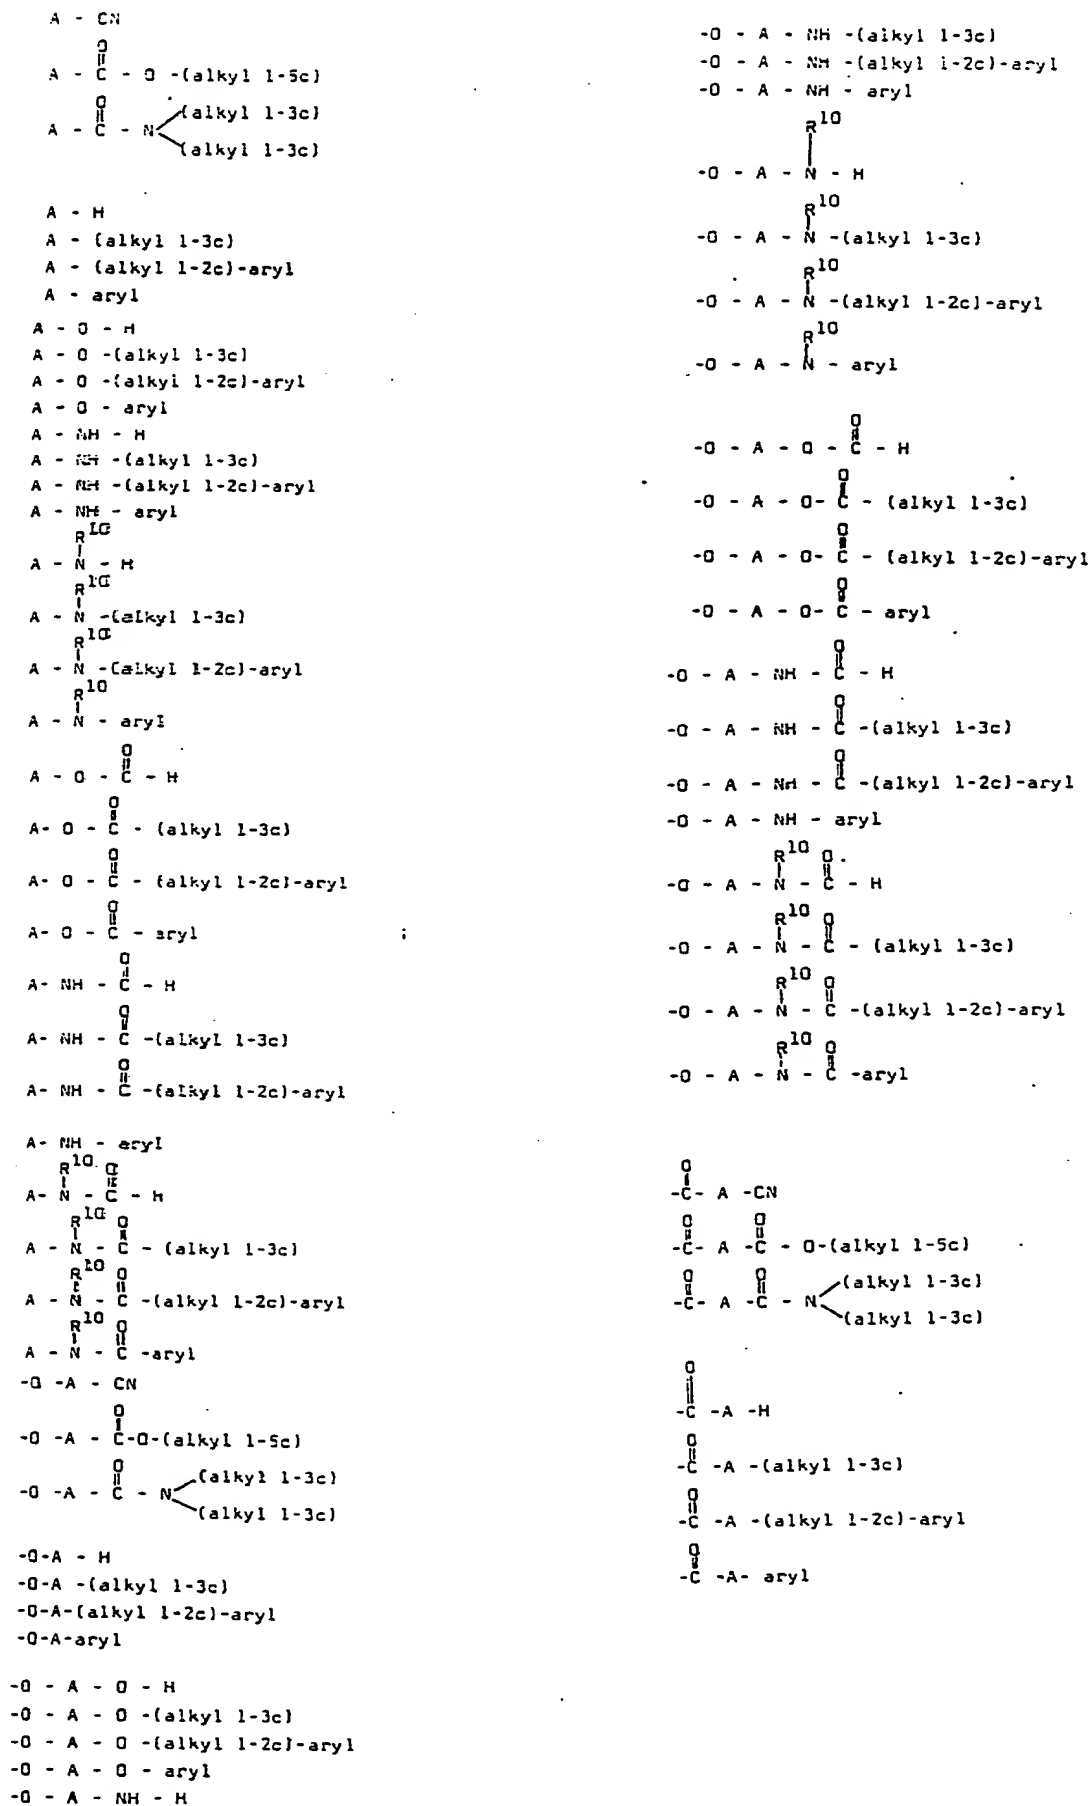 A - CN
O
A - C - O -(alkyl 1-5c)
O
(alkyl 1-3c)
A - C - N
(alkyl 1-3c)
A - H
A - (alkyl 1-3c)
A - (alkyl 1-2c)-aryl
A - aryl
A - O - H
A - O -(alkyl 1-3c)
A - O -(alkyl 1-2c)-aryl
A - O - aryl
A - NH - H
A - NH -(alkyl 1-3c)
A - NH -(alkyl 1-2c)-aryl
A - NH - aryl
R10
A - N - H
R10
A - N -(alkyl 1-3c)
R10
A - N -(alkyl 1-2c)-aryl
R10
A - N - aryl
O
A - O - C - H
O
A- O - C - (alkyl 1-3c)
O
A- O - C - (alkyl 1-2c)-aryl
O
A- O - C - aryl
O
A- NH - C - H
O
A- NH - C -(alkyl 1-3c)
O
A- NH - C -(alkyl 1-2c)-aryl
A- NH - aryl
R10 O
A- N - C - H
R10 O
A - N - C - (alkyl 1-3c)
R10 O
A - N - C -(alkyl 1-2c)-aryl
R10 O
A - N - C -aryl
-O -A - CN
O
-O -A - C-O-(alkyl 1-5c)
O
(alkyl 1-3c)
-O -A - C - N
(alkyl 1-3c)
-O-A - H
-O-A -(alkyl 1-3c)
-O-A-(alkyl 1-2c)-aryl
-O-A-aryl
-O - A - O - H
-O - A - O -(alkyl 1-3c)
-O - A - O -(alkyl 1-2c)-aryl
-O - A - O - aryl
-O - A - NH - H
-O - A - NH -(alkyl 1-3c)
-O - A - NH -(alkyl 1-2c)-aryl
-O - A - NH - aryl
R10
-O - A - N - H
R10
-O - A - N -(alkyl 1-3c)
R10
-O - A - N -(alkyl 1-2c)-aryl
R10
-O - A - N - aryl
O
-O - A - O - C - H
O
-O - A - O- C - (alkyl 1-3c)
O
-O - A - O- C - (alkyl 1-2c)-aryl
O
-O - A - O- C - aryl
O
-O - A - NH - C - H
O
-O - A - NH - C -(alkyl 1-3c)
O
-O - A - NH - C -(alkyl 1-2c)-aryl
-O - A - NH - aryl
R10 O
-O - A - N - C - H
R10 O
-O - A - N - C - (alkyl 1-3c)
R10 O
-O - A - N - C -(alkyl 1-2c)-aryl
R10 O
-O - A - N - C -aryl
O
-C- A -CN
O O
-C- A -C - O-(alkyl 1-5c)
O O
(alkyl 1-3c)
-C- A -C - N
(alkyl 1-3c)
O
-C -A -H
O
-C -A -(alkyl 1-3c)
O
-C -A -(alkyl 1-2c)-aryl
O
-C -A- aryl